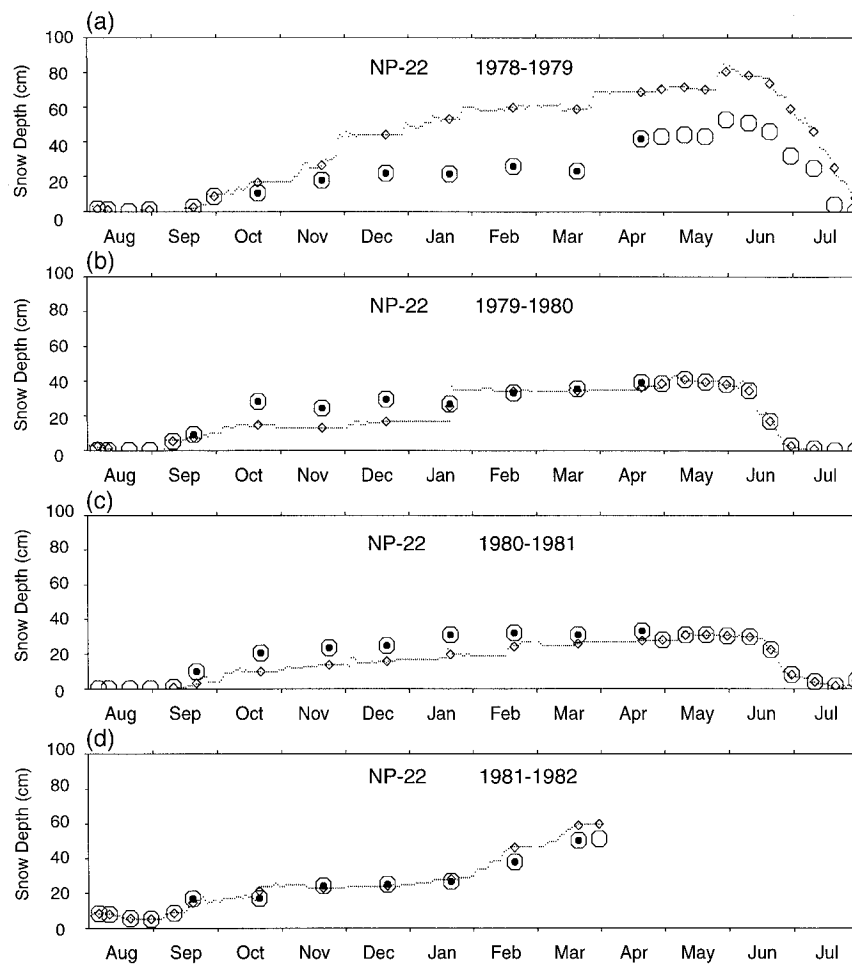 (a)
100
80
60
40
20
0
Snow Depth (cm)
NP-22 1978-1979
Aug Sep Oct Nov Dec Jan Feb Mar Apr May Jun Jul
(b)
100
80
60
40
20
0
Snow Depth (cm)
NP-22 1979-1980
Aug Sep Oct Nov Dec Jan Feb Mar Apr May Jun Jul
(c)
100
80
60
40
20
0
Snow Depth (cm)
NP-22 1980-1981
Aug Sep Oct Nov Dec Jan Feb Mar Apr May Jun Jul
(d)
100
80
60
40
20
0
Snow Depth (cm)
NP-22 1981-1982
Aug Sep Oct Nov Dec Jan Feb Mar Apr May Jun Jul